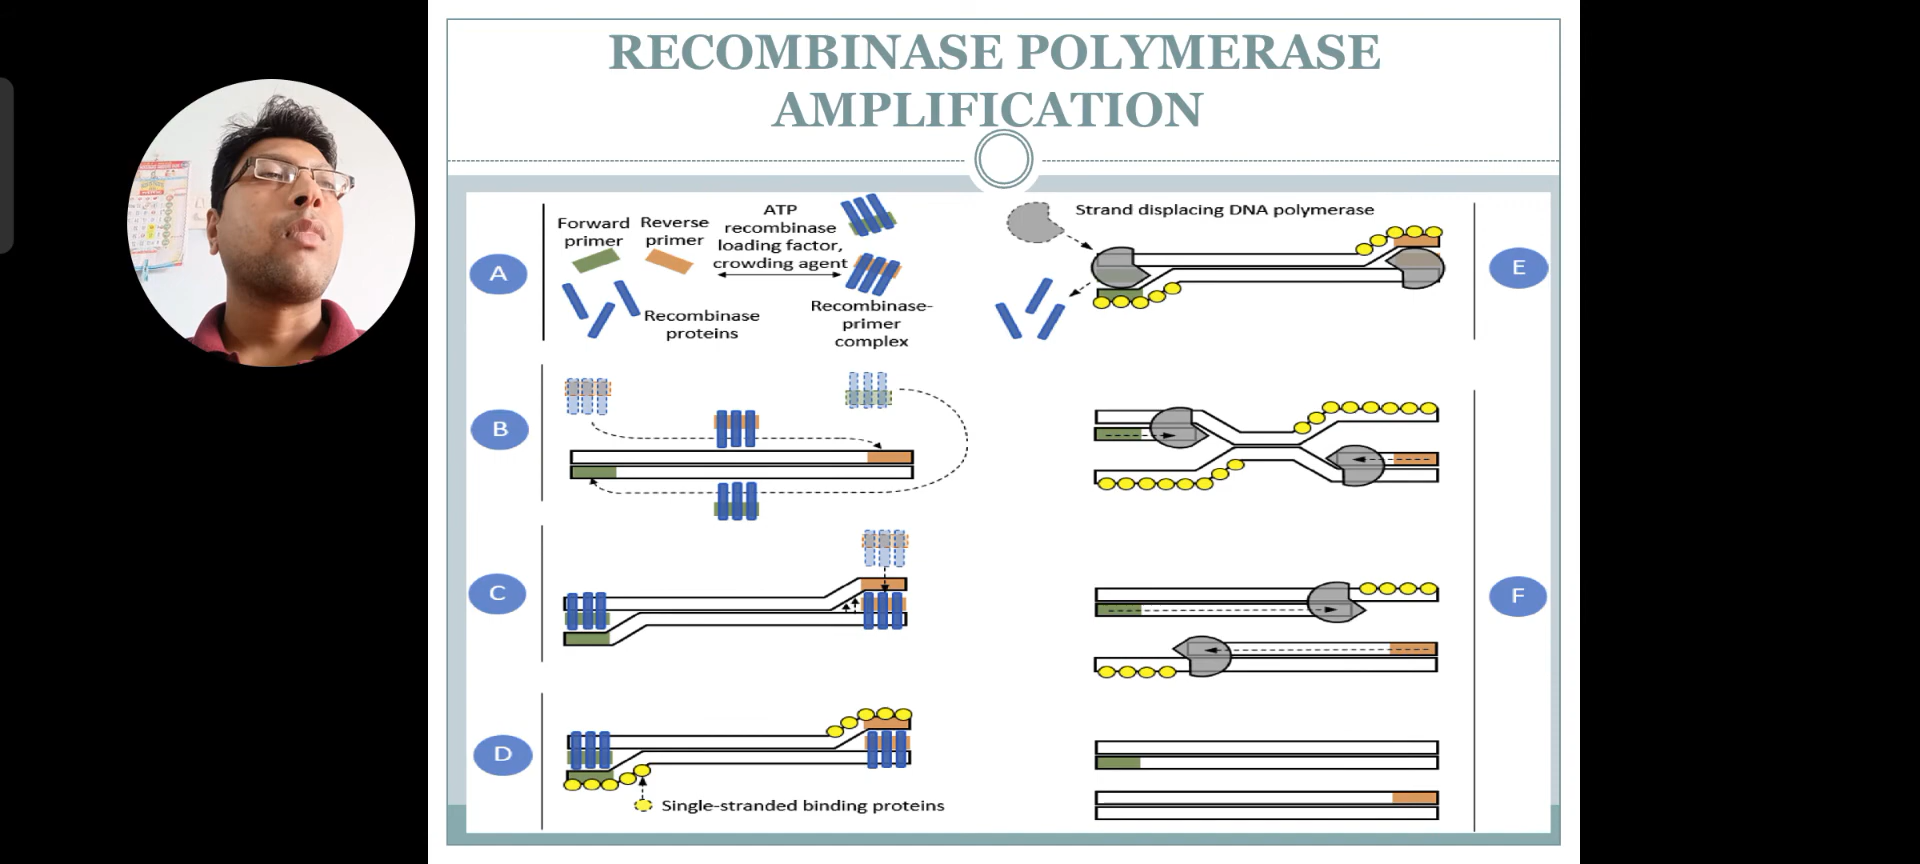 RECOMBINASE POLYMERASE
AMPLIFICATION
A
Forward
primer
Reverse
primer
ATP
recombinase
loading factor,
crowding agent
Recombinase
proteins
Recombinase-
primer
complex
B
C
D
Single-stranded binding proteins
Strand displacing DNA polymerase
E
F